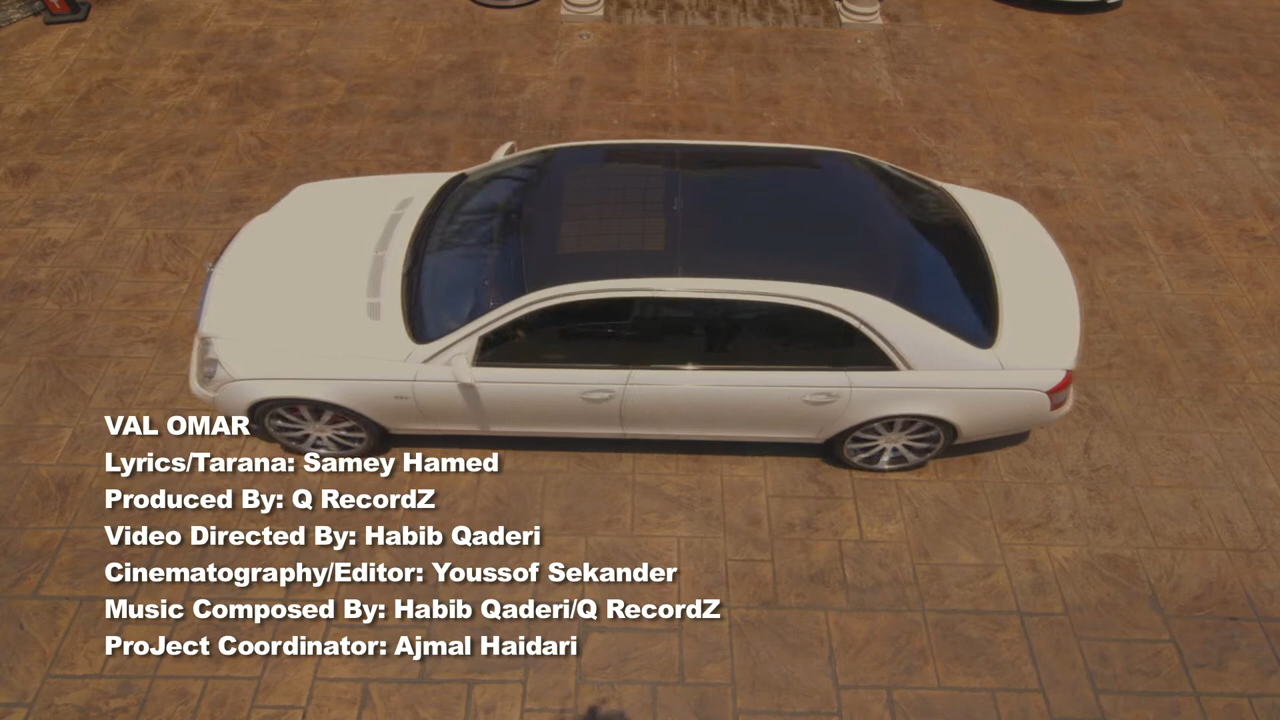 VAL OMAR
Lyrics/Tarana: Samey Hamed
Produced By: Q RecordZ
Video Directed By: Habib Qaderi
Cinematography/Editor: Youssof Sekander
Music Composed By: Habib Qaderi/Q RecordZ
ProJect Coordinator: Ajmal Haidari